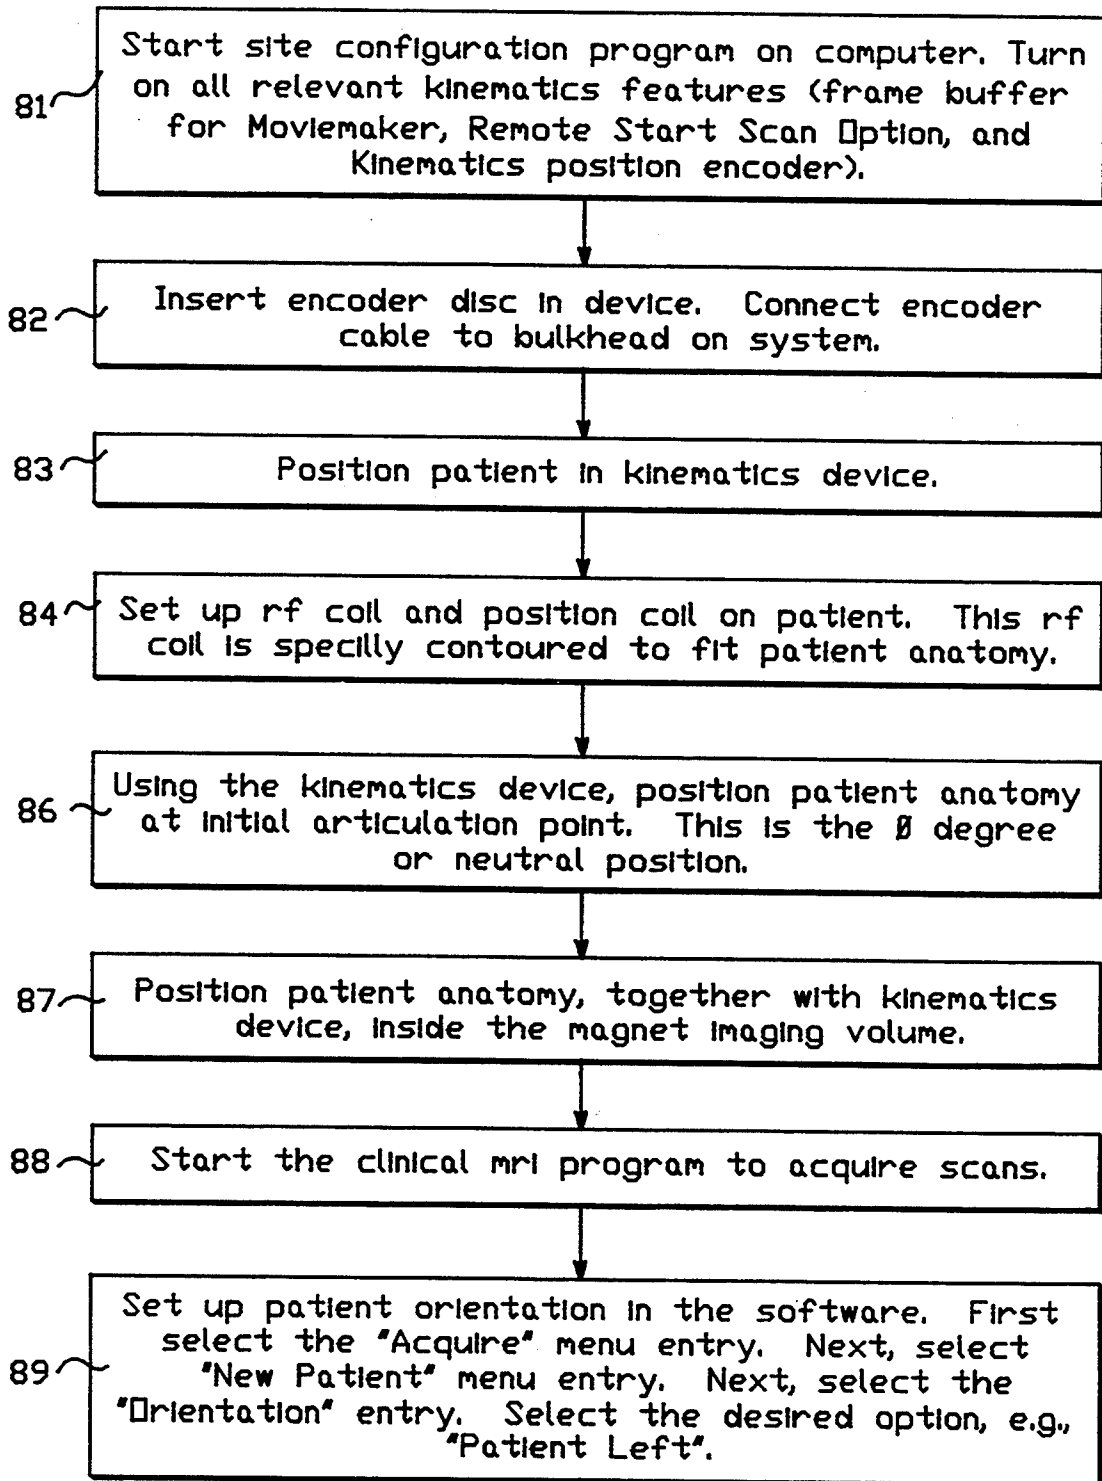 Start site configuration program on computer. Turn
81 on all relevant kinematics features (frame buffer
for Moviemaker, Remote Start Scan Option, and
Kinematics position encoder).
82 Insert encoder disc in device. Connect encoder
cable to bulkhead on system.
83 Position patient in kinematics device.
84 Set up rf coil and position coil on patient. This rf
coil is specilly contoured to fit patient anatomy.
Using the kinematics device, position patient anatomy
86 at initial articulation point. This is the 0 degree
or neutral position.
87 Position patient anatomy, together with kinematics
device, inside the magnet imaging volume.
88 Start the clinical mri program to acquire scans.
Set up patient orientation in the software. First
select the "Acquire" menu entry. Next, select
89 "New Patient" menu entry. Next, select the
"Orientation" entry. Select the desired option, e.g.,
"Patient Left".